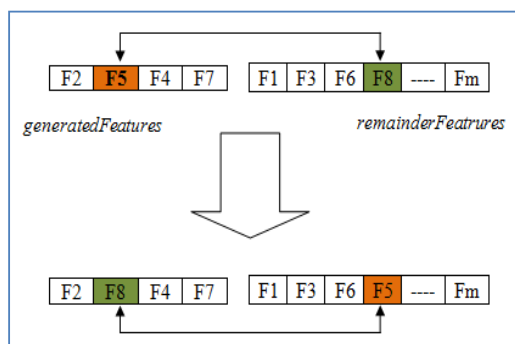 F2 F5 F4 F7 F1 F3 F6 F8 ---- Fm
generatedFeatures remainderFeatrures
F2 F8 F4 F7 F1 F3 F6 F5 ---- Fm